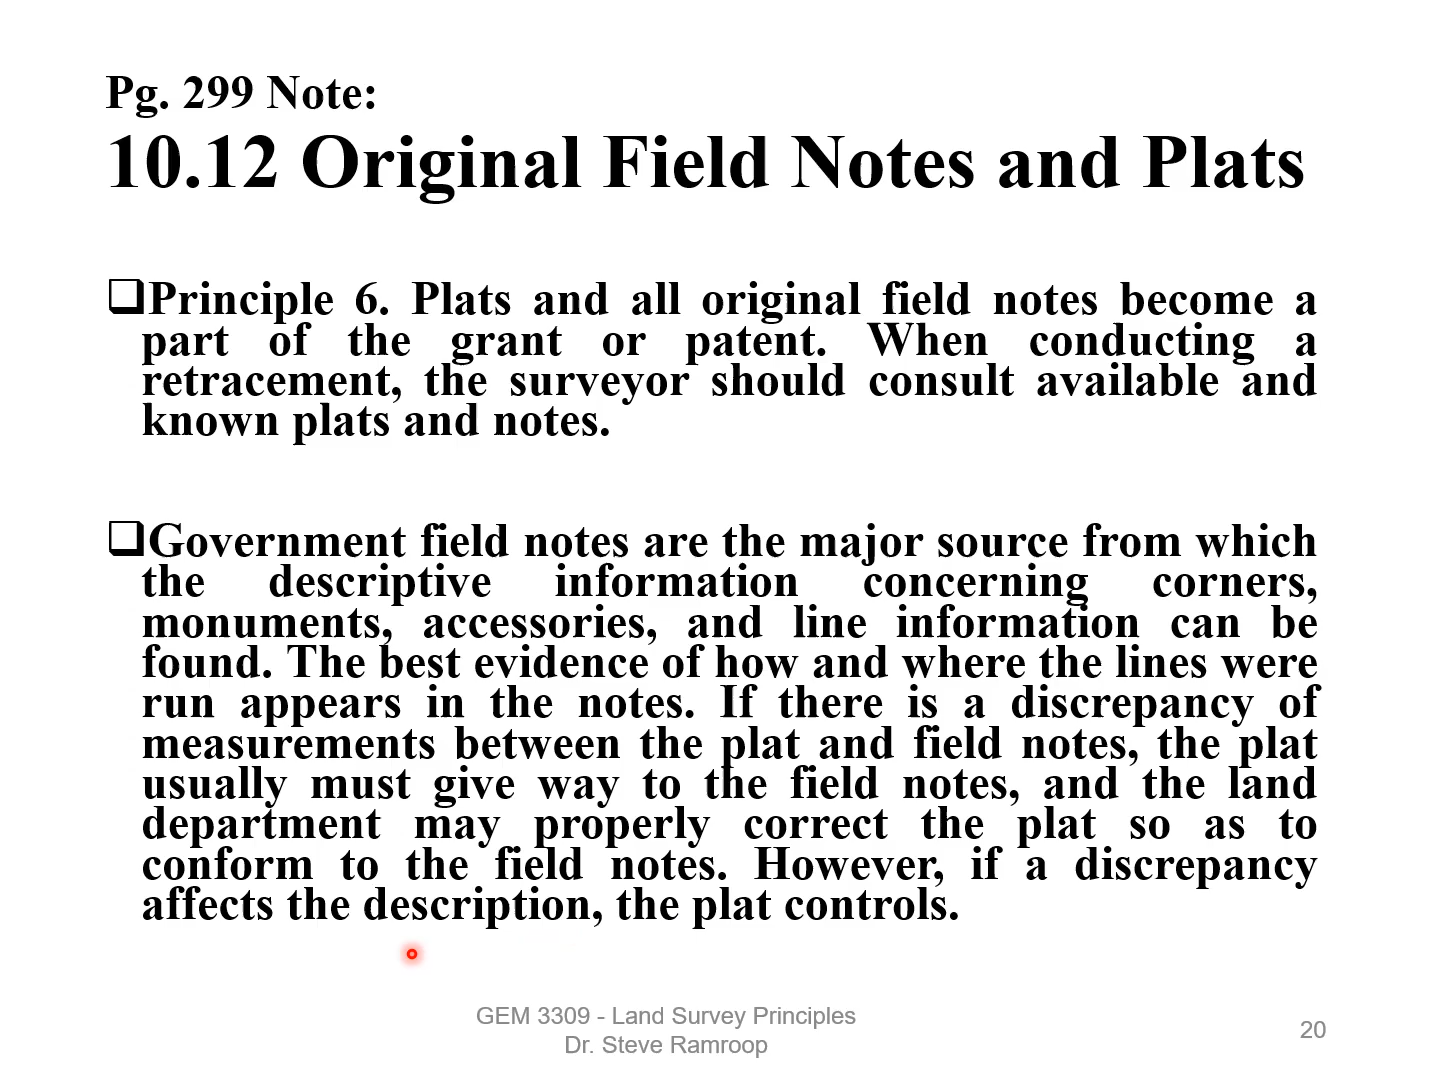 Pg. 299 Note:
10.12 Original Field Notes and Plats
❑Principle 6. Plats and all original field notes become a
part of the grant or patent. When conducting a
retracement, the surveyor should consult available and
known plats and notes.
❑Government field notes are the major source from which
the descriptive information concerning corners,
monuments, accessories, and line information can be
found. The best evidence of how and where the lines were
run appears in the notes. If there is a discrepancy of
measurements between the plat and field notes, the plat
usually must give way to the field notes, and the land
department may properly correct the plat so as to
conform to the field notes. However, if a discrepancy
affects the description, the plat controls.
GEM 3309 - Land Survey Principles
Dr. Steve Ramroop
20